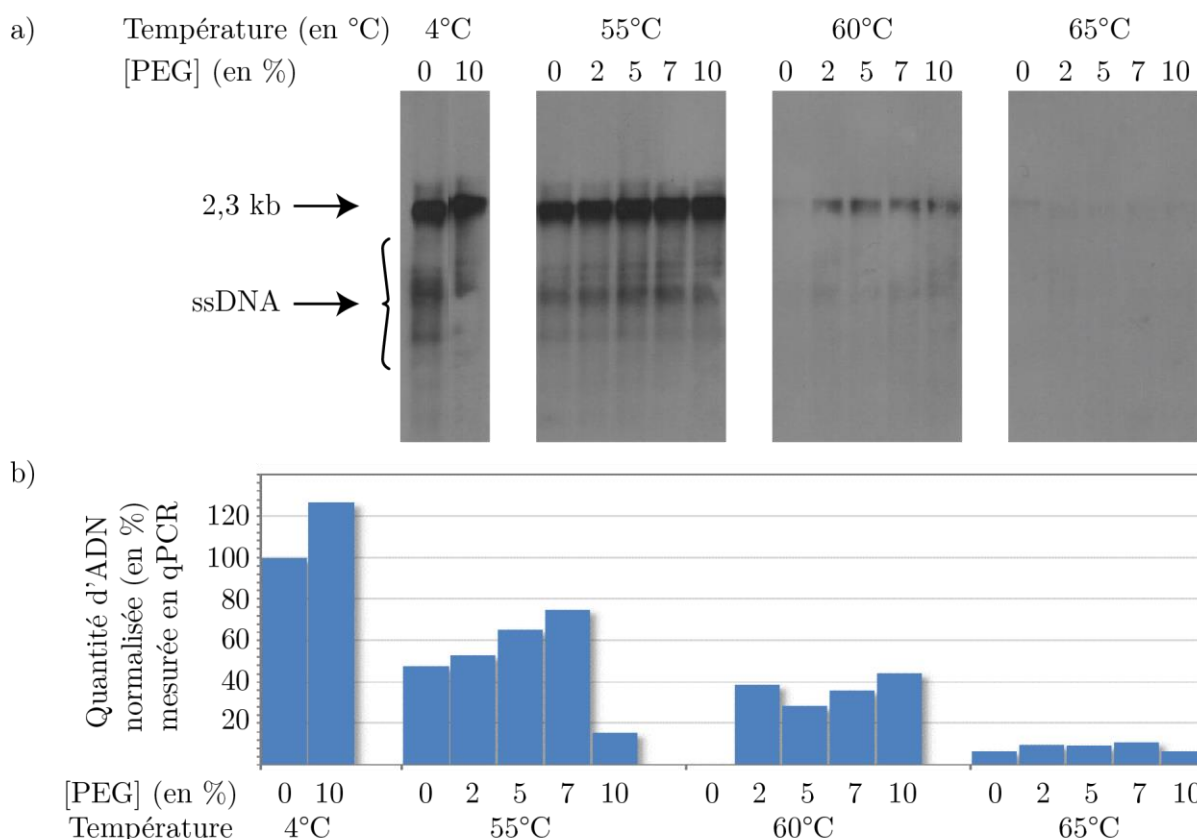 a) Température (en °C) 4°C 55°C 60°C 65°C
[PEG] (en %) 0 10 0 2 5 7 10 0 2 5 7 10 0 2 5 7 10
2,3 kb
ssDNA
b)
Quantité d'ADN
normalisée (en %)
mesurée en qPCR
120
100
80
60
40
20
[PEG] (en %) 0 10 0 2 5 7 10 0 2 5 7 10 0 2 5 7 10
Température 4°C 55°C 60°C 65°C